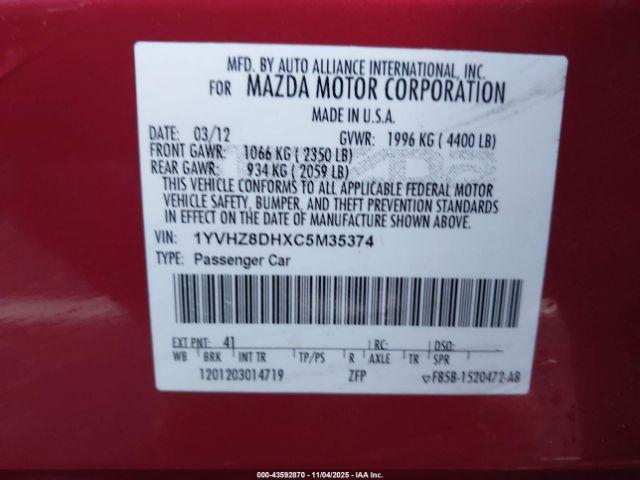 MFD. BY AUTO ALLIANCE INTERNATIONAL, INC.
FOR MAZDA MOTOR CORPORATION
MADE IN U.S.A.
DATE: 03/12 GVWR: 1996 KG ( 4400 LB)
FRONT GAWR: 1066 KG ( 2350 LB)
REAR GAWR: 934 KG ( 2059 LB)
THIS VEHICLE CONFORMS TO ALL APPLICABLE FEDERAL MOTOR
VEHICLE SAFETY, BUMPER, AND THEFT PREVENTION STANDARDS
IN EFFECT ON THE DATE OF MANUFACTURE SHOWN ABOVE.
VIN: 1YVHZ8DHXC5M35374
TYPE: Passenger Car
EXT PNT: 41 RC: DSO:
WB BRK INT TR TP/PS R AXLE TR SPR
1201203014719 ZFP F85B-1520472-AB
000-43592870 11/04/2025 IAA Inc.